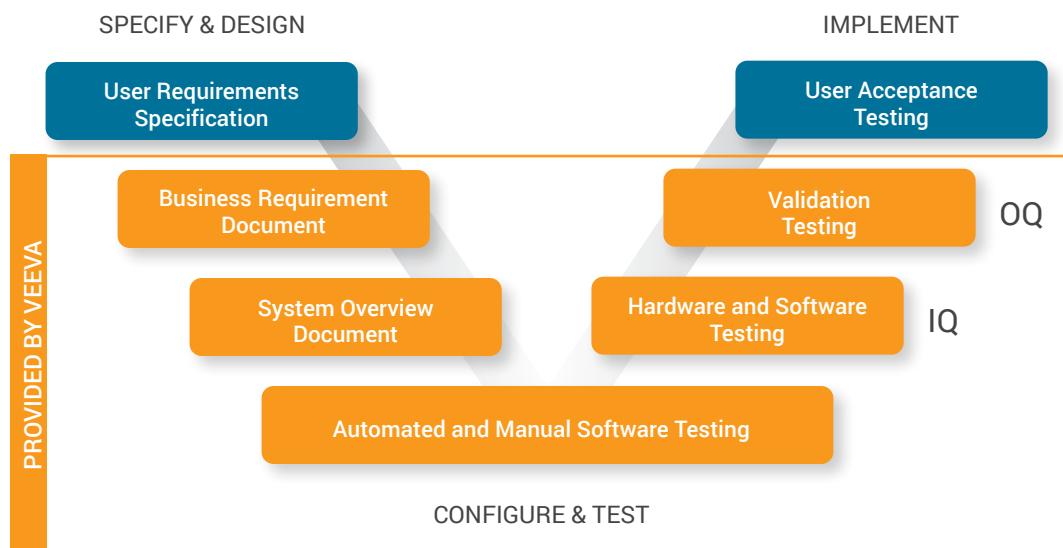 SPECIFY & DESIGN
IMPLEMENT
User Requirements
Specification
User Acceptance
Testing
Business Requirement
Document
Validation
Testing
OQ
System Overview
Document
Hardware and Software
Testing
IQ
PROVIDED BY VEEVA
Automated and Manual Software Testing
CONFIGURE & TEST